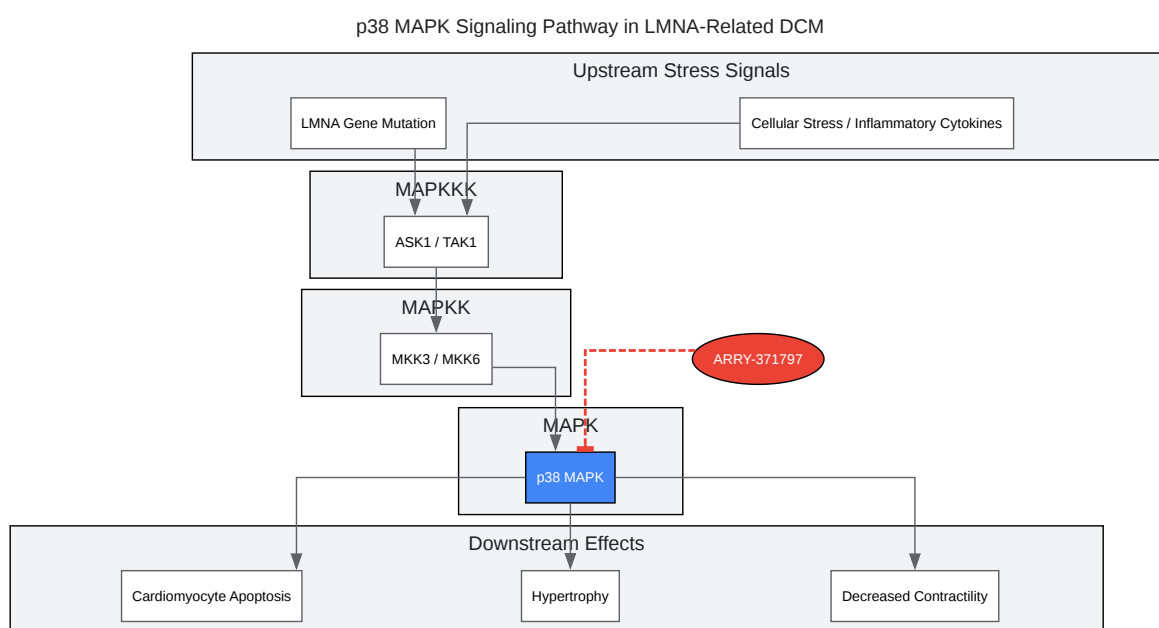 p38 MAPK Signaling Pathway in LMNA-Related DCM
Upstream Stress Signals
LMNA Gene Mutation
Cellular Stress / Inflammatory Cytokines
MAPKKK
ASK1 / TAK1
MAPKK
MKK3 / MKK6
ARRY-371797
MAPK
p38 MAPK
Downstream Effects
Cardiomyocyte Apoptosis
Hypertrophy
Decreased Contractility